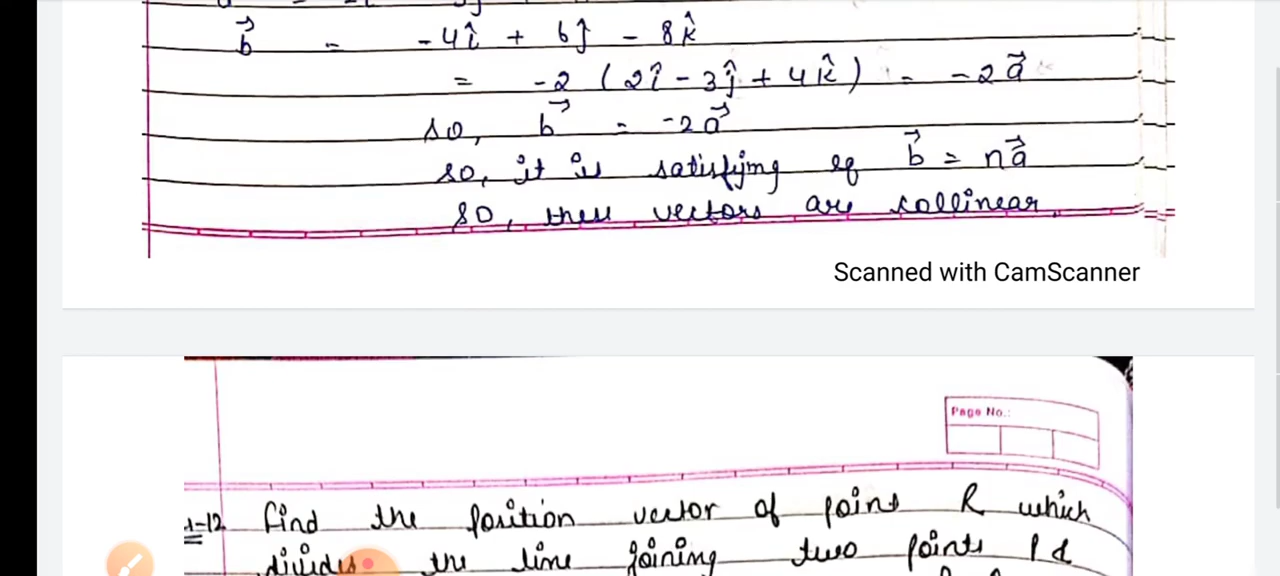 b⃗ = -4î + 6ĵ - 8k̂
= -2 (2î - 3ĵ + 4k̂) = -2a⃗
so, b⃗ = -2a⃗
so, it is satisfying eq b⃗ = na⃗
so, these vectors are collinear.
Scanned with CamScanner
Page No.:
-12 Find the position vector of point R which
divides the line joining two points P &